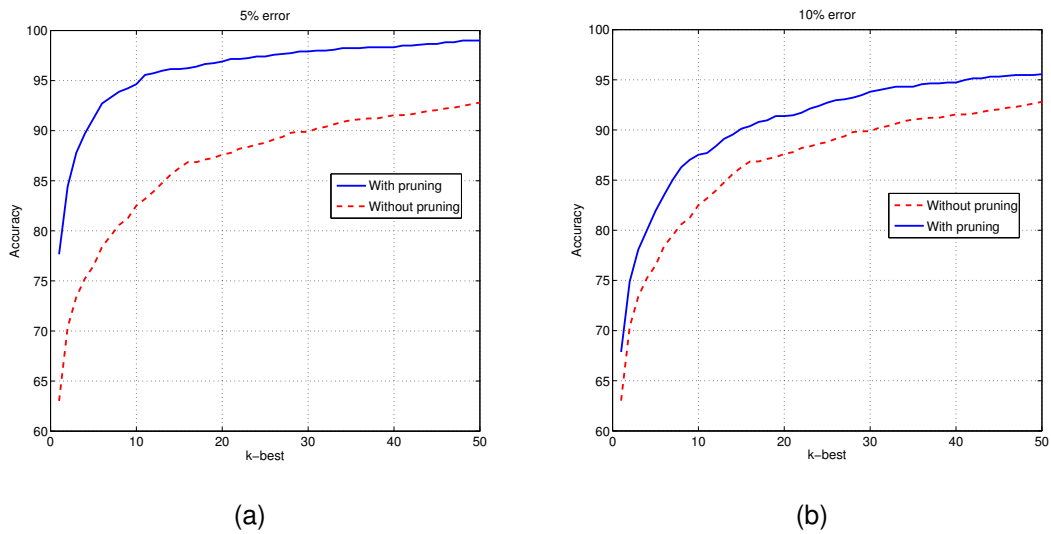 5% error
100
95
90
85
80
75
70
65
60
Accuracy
With pruning
Without pruning
0 10 20 30 40 50
k−best
(a)
10% error
100
95
90
85
80
75
70
65
60
Accuracy
Without pruning
With pruning
0 10 20 30 40 50
k−best
(b)